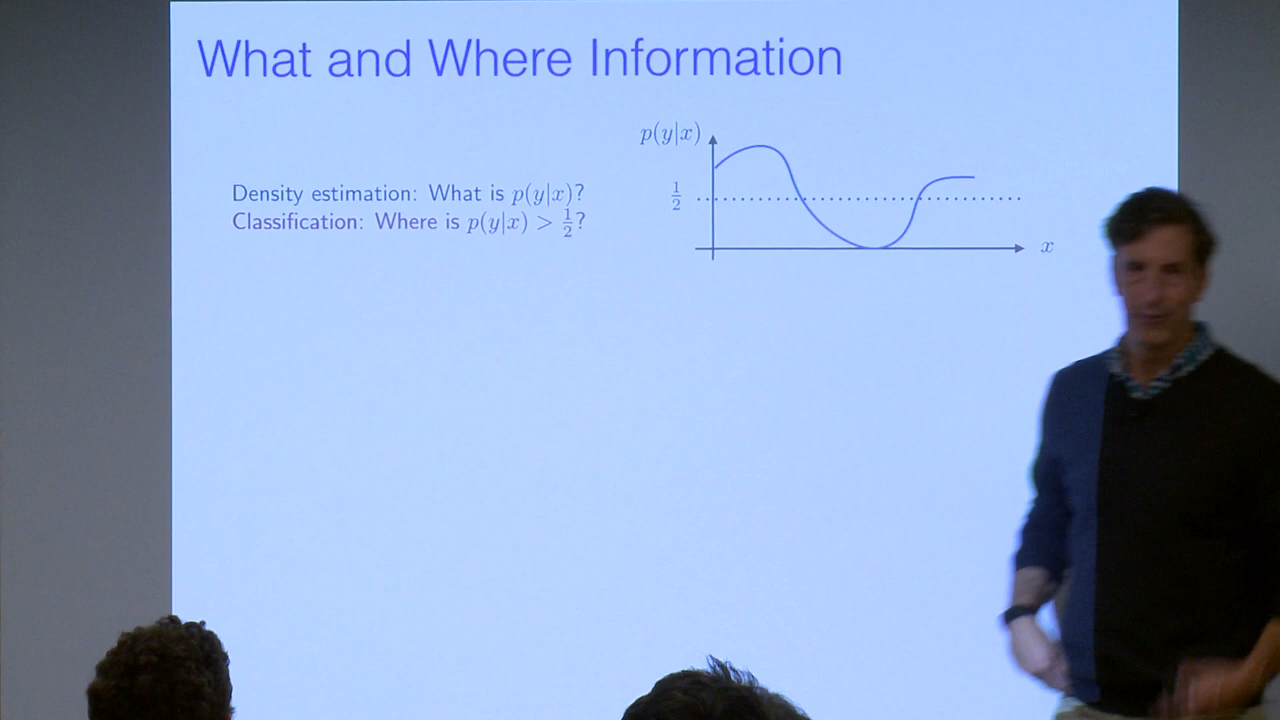 What and Where Information
Density estimation: What is p(y|x)?
Classification: Where is p(y|x) > 1/2?
p(y|x)
1/2
x